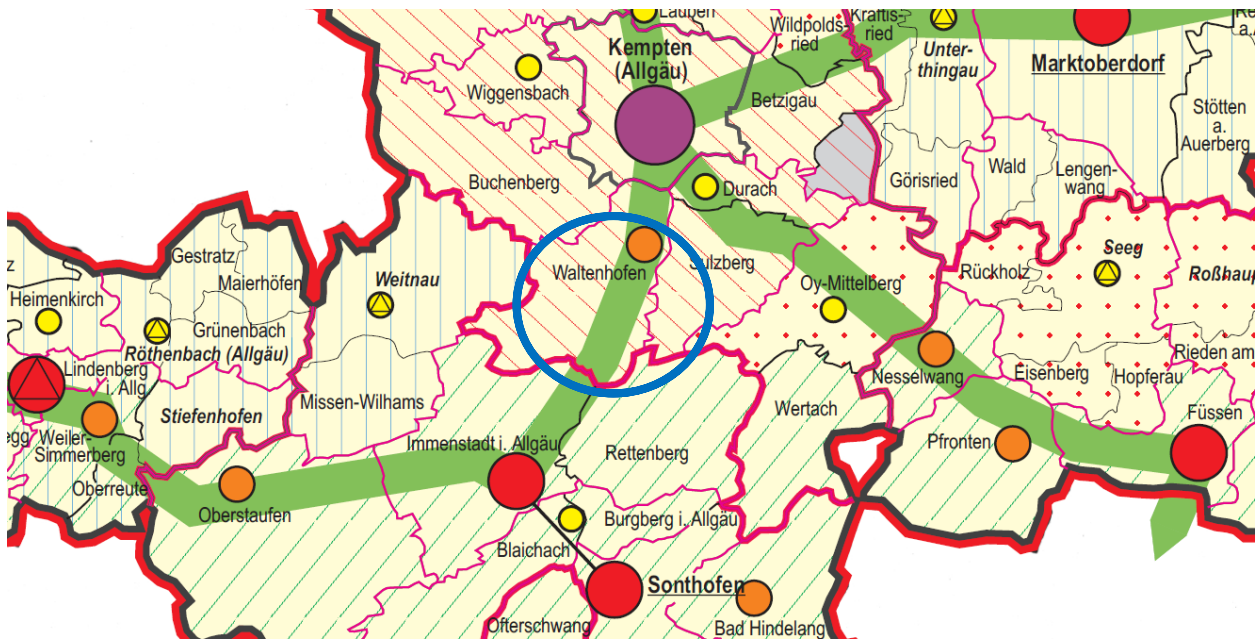 Lauben
Wildpolds-
ried
Kraftis-
ried
Kempten
(Allgäu)
Unter-
thingau
Marktoberdorf
Wiggensbach
Betzigau
Stötten
a.
Auerberg
Buchenberg
Durach
Görisried
Wald
Lengen-
wang
Gestratz
Maierhöfen
Weitnau
Waltenhofen
Sulzberg
Oy-Mittelberg
Rückholz
Seeg
Roßhaup
Heimenkirch
Grünenbach
Röthenbach (Allgäu)
Lindenberg
i. Allg.
Stiefenhofen
Missen-Wilhams
Nesselwang
Eisenberg
Hopferau
Rieden am
Wertach
Füssen
egg
Weiler-
Simmerberg
Immenstadt i. Allgäu
Rettenberg
Pfronten
Oberreute
Oberstaufen
Burgberg i. Allgäu
Blaichach
Sonthofen
Ofterschwang
Bad Hindelang